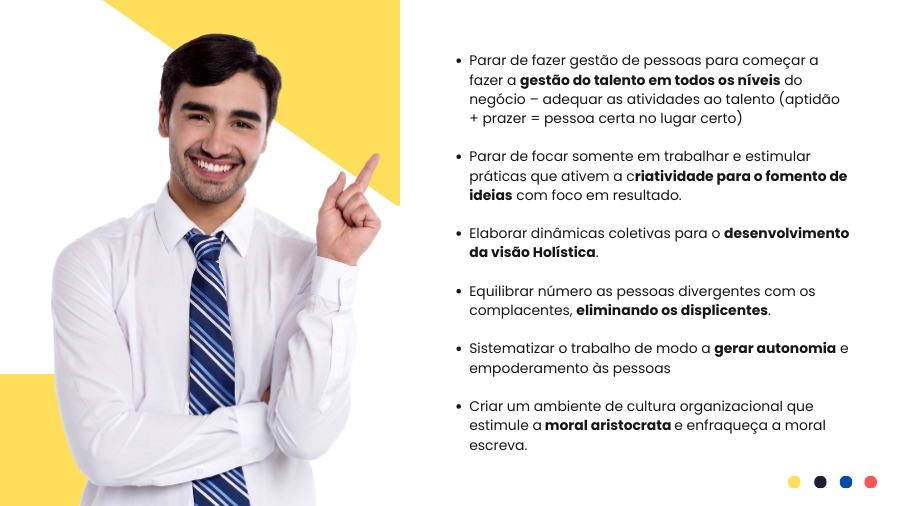 • Parar de fazer gestão de pessoas para começar a
fazer a gestão do talento em todos os níveis do
negócio – adequar as atividades ao talento (aptidão
+ prazer = pessoa certa no lugar certo)
• Parar de focar somente em trabalhar e estimular
práticas que ativem a criatividade para o fomento de
ideias com foco em resultado.
• Elaborar dinâmicas coletivas para o desenvolvimento
da visão Holística.
• Equilibrar número as pessoas divergentes com os
complacentes, eliminando os displicentes.
• Sistematizar o trabalho de modo a gerar autonomia e
empoderamento às pessoas
• Criar um ambiente de cultura organizacional que
estimule a moral aristocrata e enfraqueça a moral
escreva.